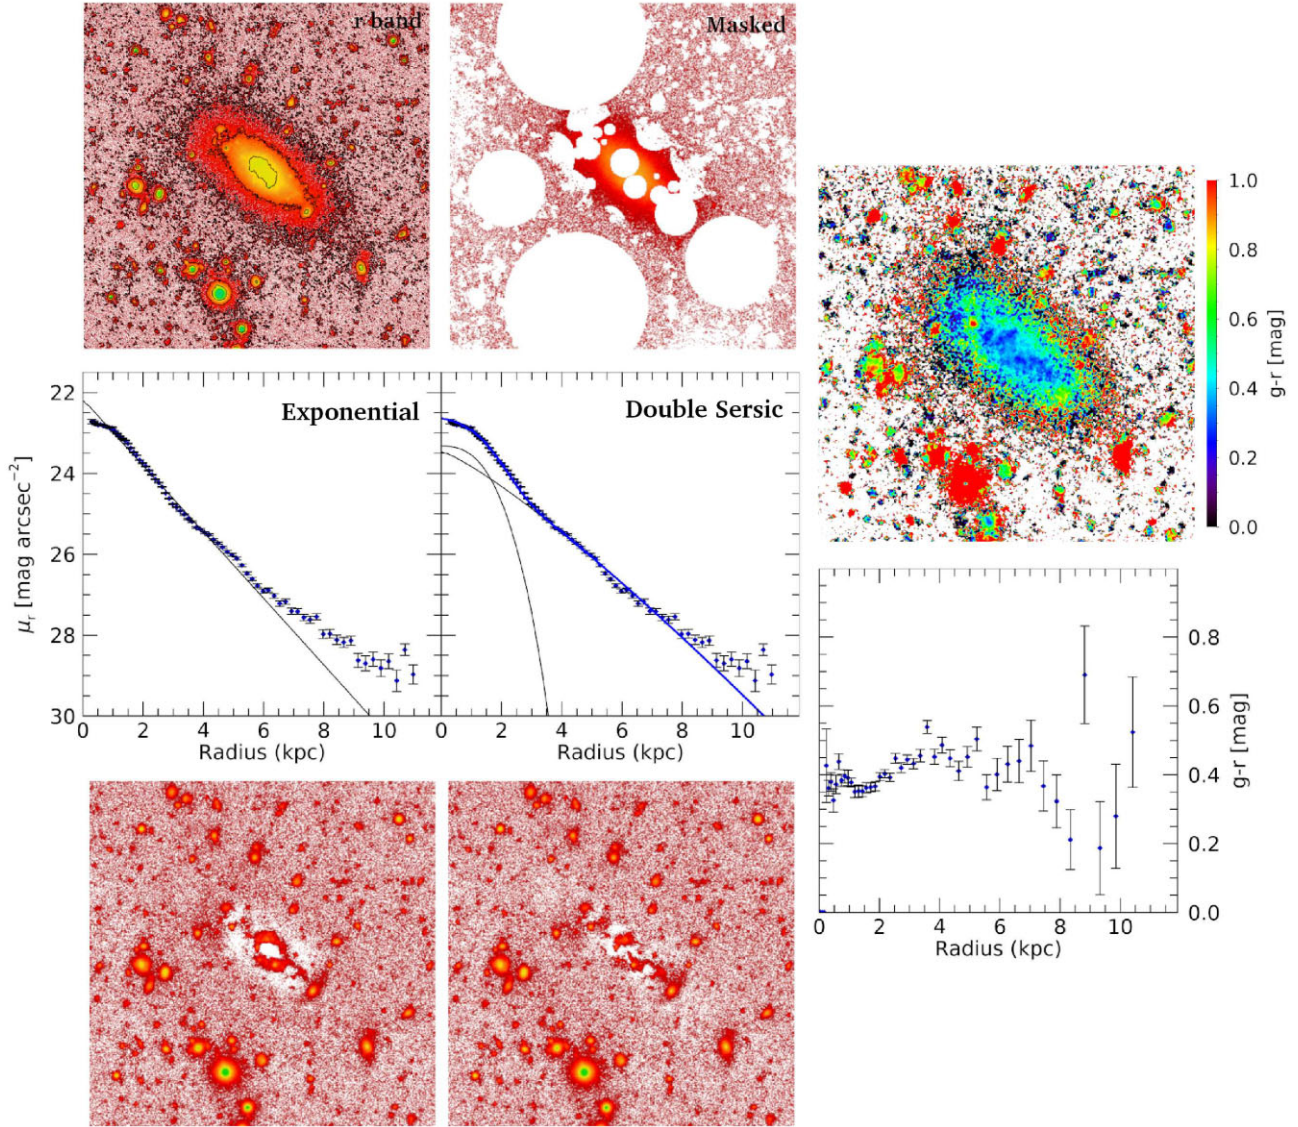 r band
Masked
1.0
0.8
0.6
0.4
0.2
0.0
g-r [mag]
22
24
26
28
30
μr [mag arcsec−2]
Exponential
Double Sersic
0 2 4 6 8 10
Radius (kpc)
0 2 4 6 8 10
Radius (kpc)
0.8
0.6
0.4
0.2
0.0
g-r [mag]
0 2 4 6 8 10
Radius (kpc)